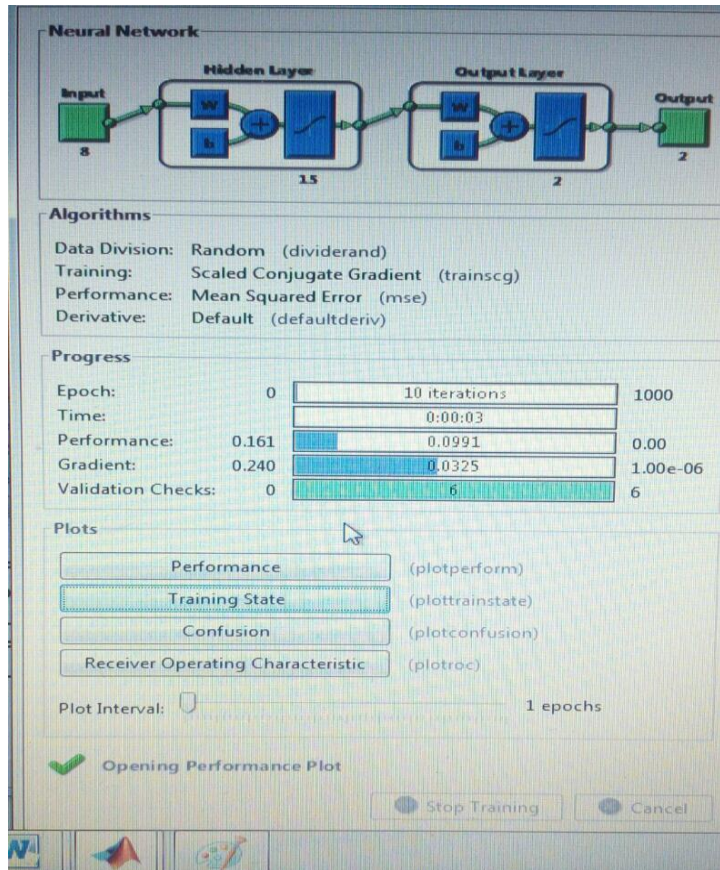 Neural Network
Hidden Layer
Output Layer
Input
Output
W
b
+
W
b
+
8
15
2
2
Algorithms
Data Division: Random (dividerand)
Training: Scaled Conjugate Gradient (trainscg)
Performance: Mean Squared Error (mse)
Derivative: Default (defaultderiv)
Progress
Epoch: 0 10 iterations 1000
Time: 0:00:03
Performance: 0.161 0.0991 0.00
Gradient: 0.240 0.0325 1.00e-06
Validation Checks: 0 6 6
Plots
Performance (plotperform)
Training State (plottrainstate)
Confusion (plotconfusion)
Receiver Operating Characteristic (plotroc)
Plot Interval: 1 epochs
Opening Performance Plot
Stop Training Cancel
W